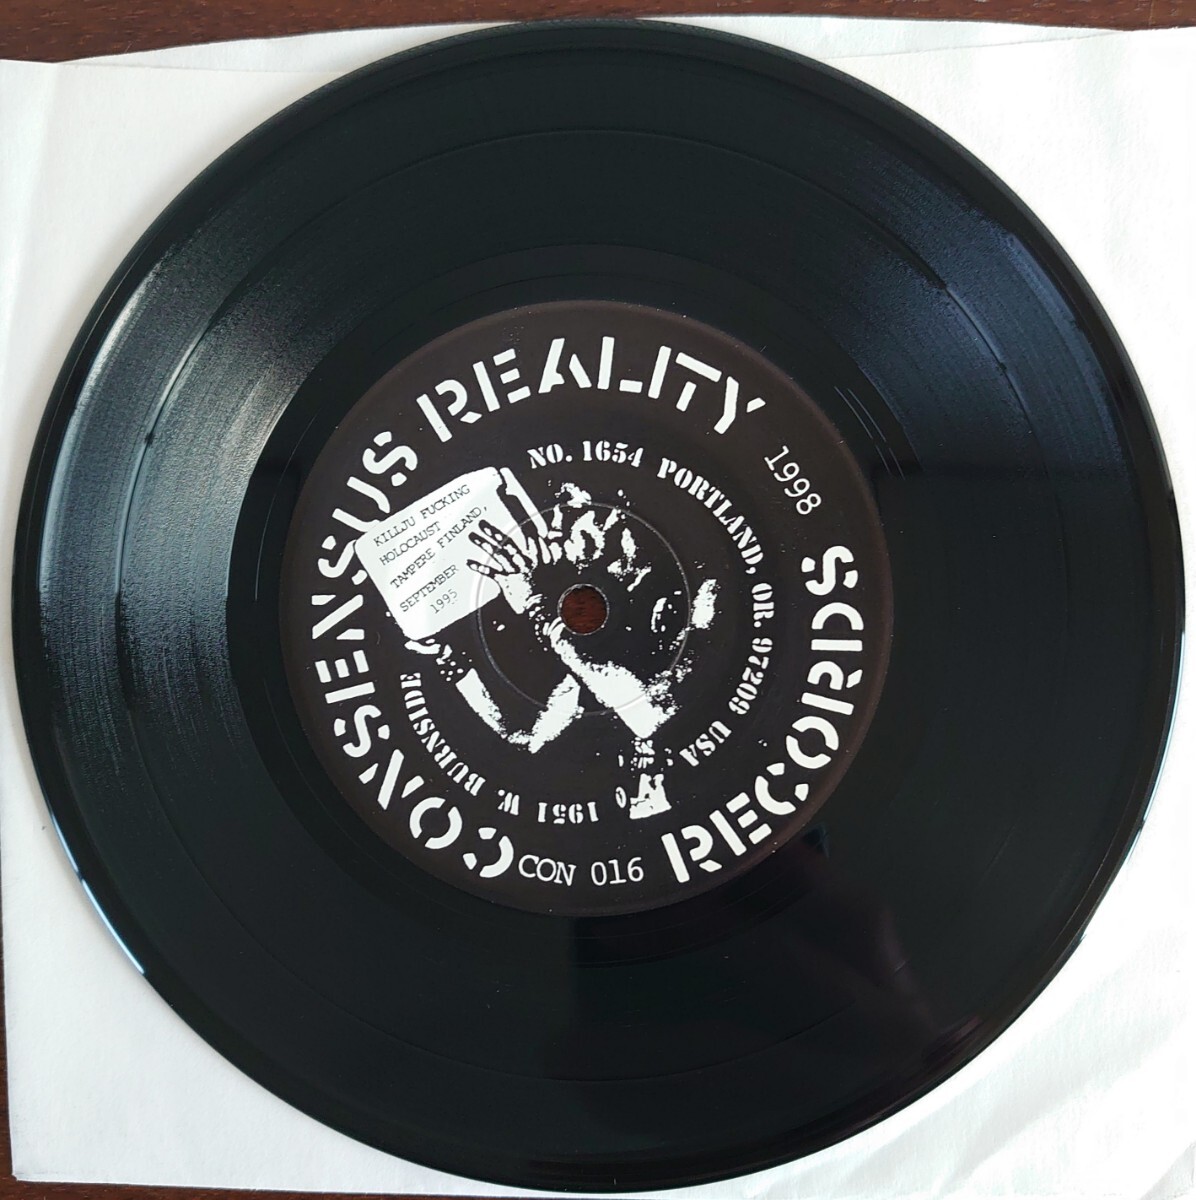 CONSENSUS REALITY RECORDS
1998
1951 W. BURNSIDE NO. 1654 PORTLAND, OR. 97209 USA
KILLJU FUCKING
HOLOCAUST
TAMPERE FINLAND,
SEPTEMBER
1995
CON 016